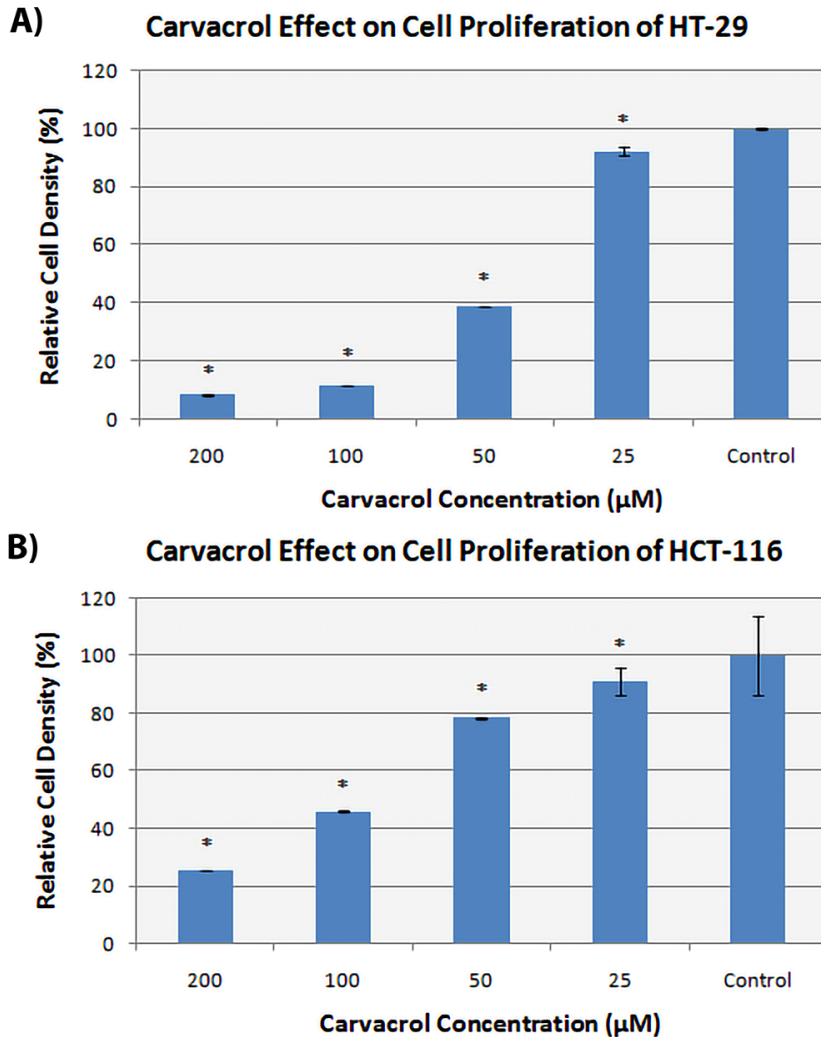 A)
Carvacrol Effect on Cell Proliferation of HT-29
Relative Cell Density (%)
120
100
80
60
40
20
0
*
*
*
*
200 100 50 25 Control
Carvacrol Concentration (µM)
B)
Carvacrol Effect on Cell Proliferation of HCT-116
Relative Cell Density (%)
120
100
80
60
40
20
0
*
*
*
*
200 100 50 25 Control
Carvacrol Concentration (µM)